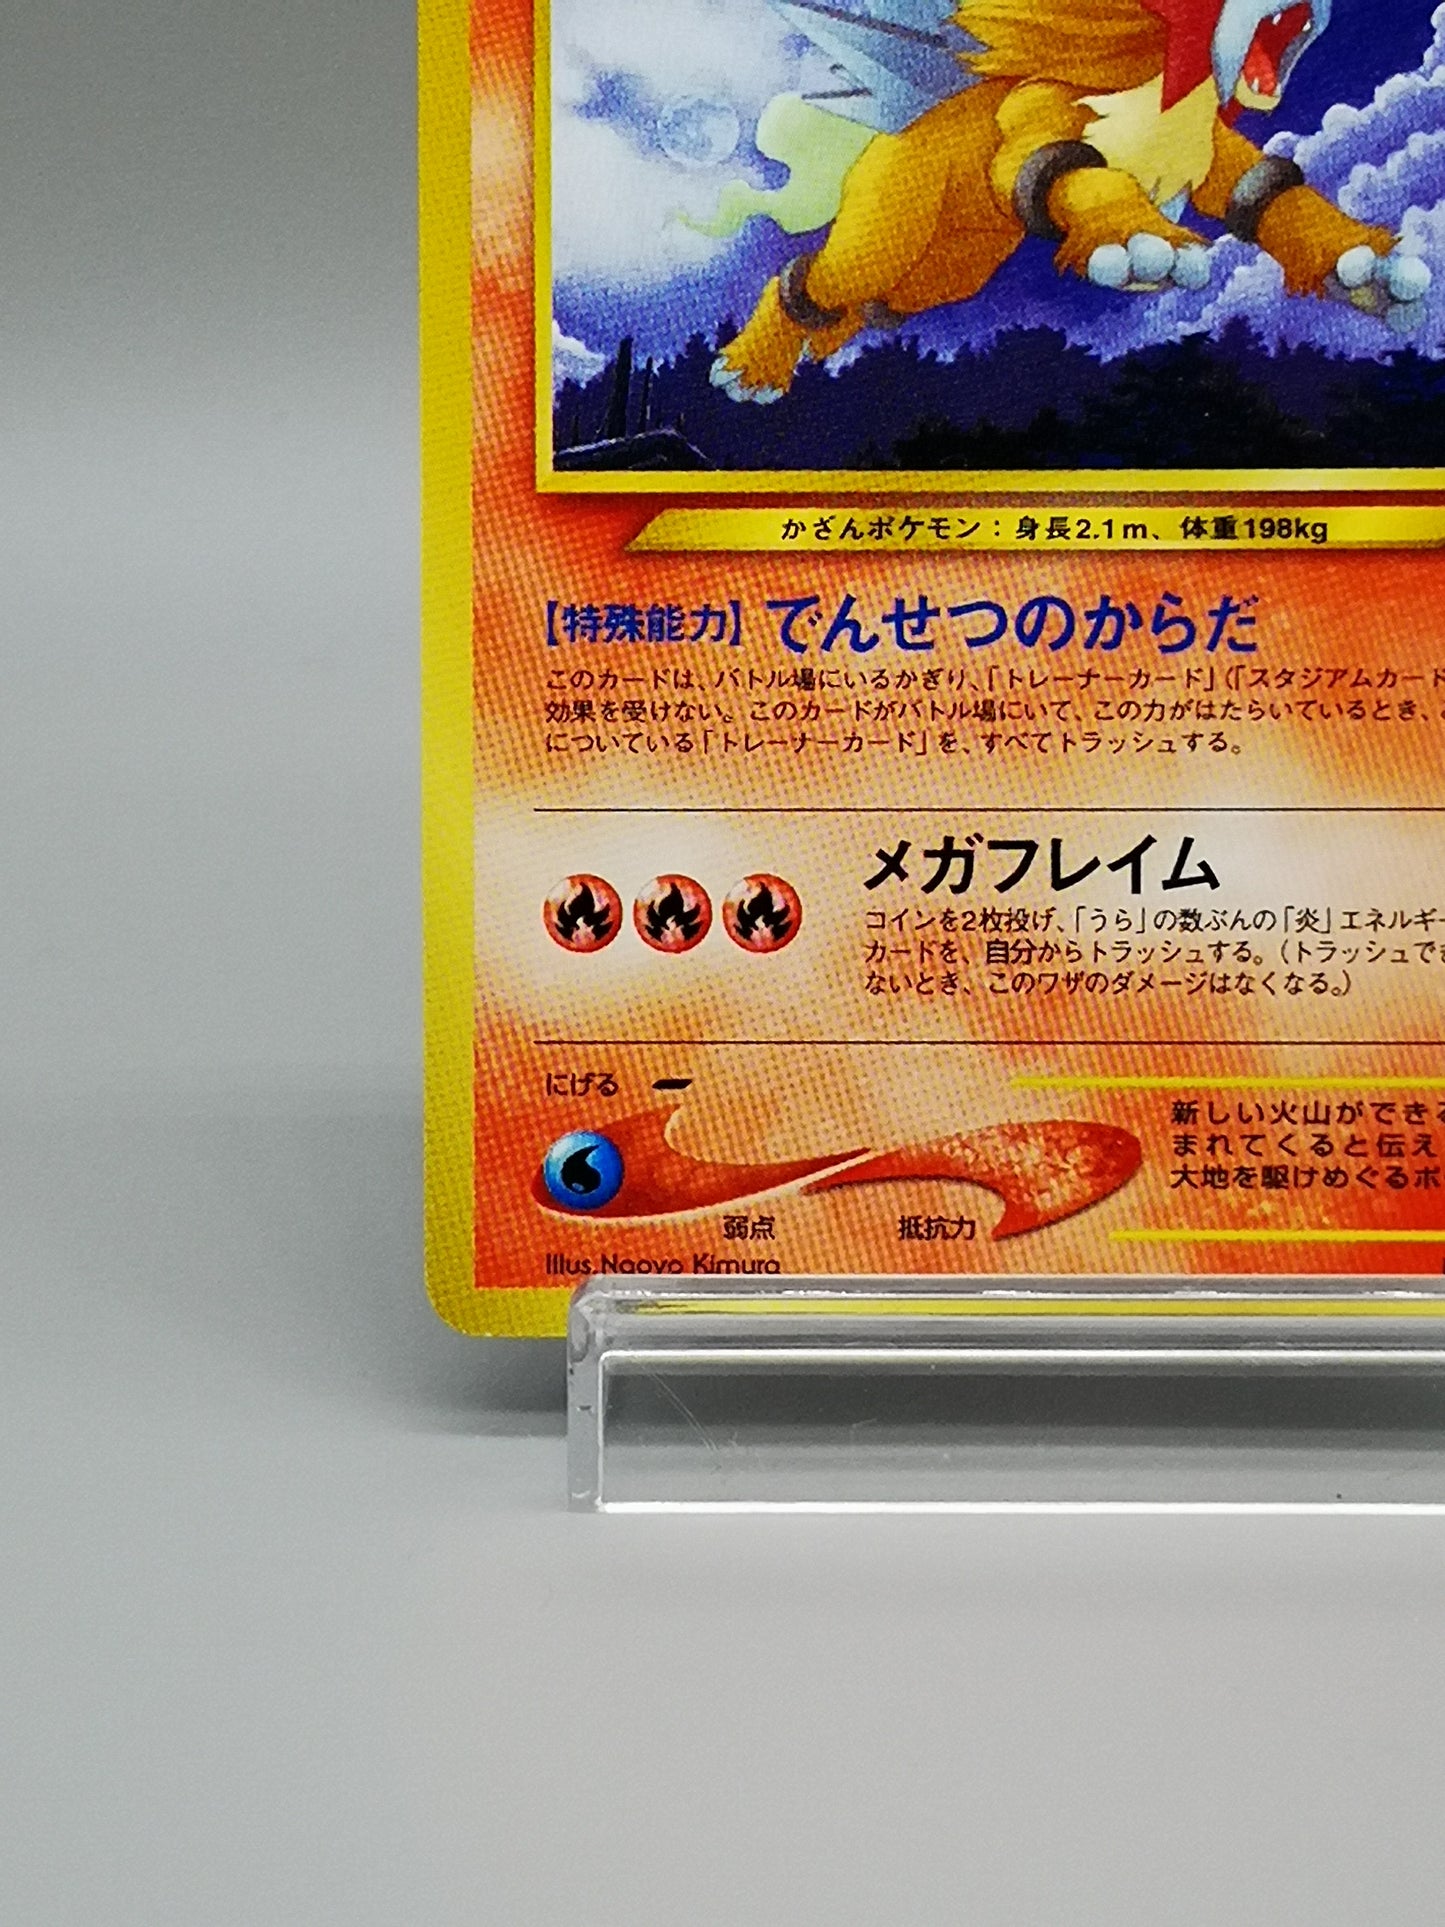 かざんポケモン：身長2.1m、体重198kg
【特殊能力】でんせつのからだ
このカードは、バトル場にいるかぎり、「トレーナーカード」（「スタジアムカード
効果を受けない。このカードがバトル場にいて、この力がはたらいているとき、
についている「トレーナーカード」を、すべてトラッシュする。
メガフレイム
コインを2枚投げ、「うら」の数ぶんの「炎」エネルギー
カードを、自分からトラッシュする。（トラッシュでき
ないとき、このワザのダメージはなくなる。）
にげる
新しい火山ができる
まれてくると伝え
大地を駆けめぐるポ
弱点
抵抗力
Illus.Naoyo Kimura